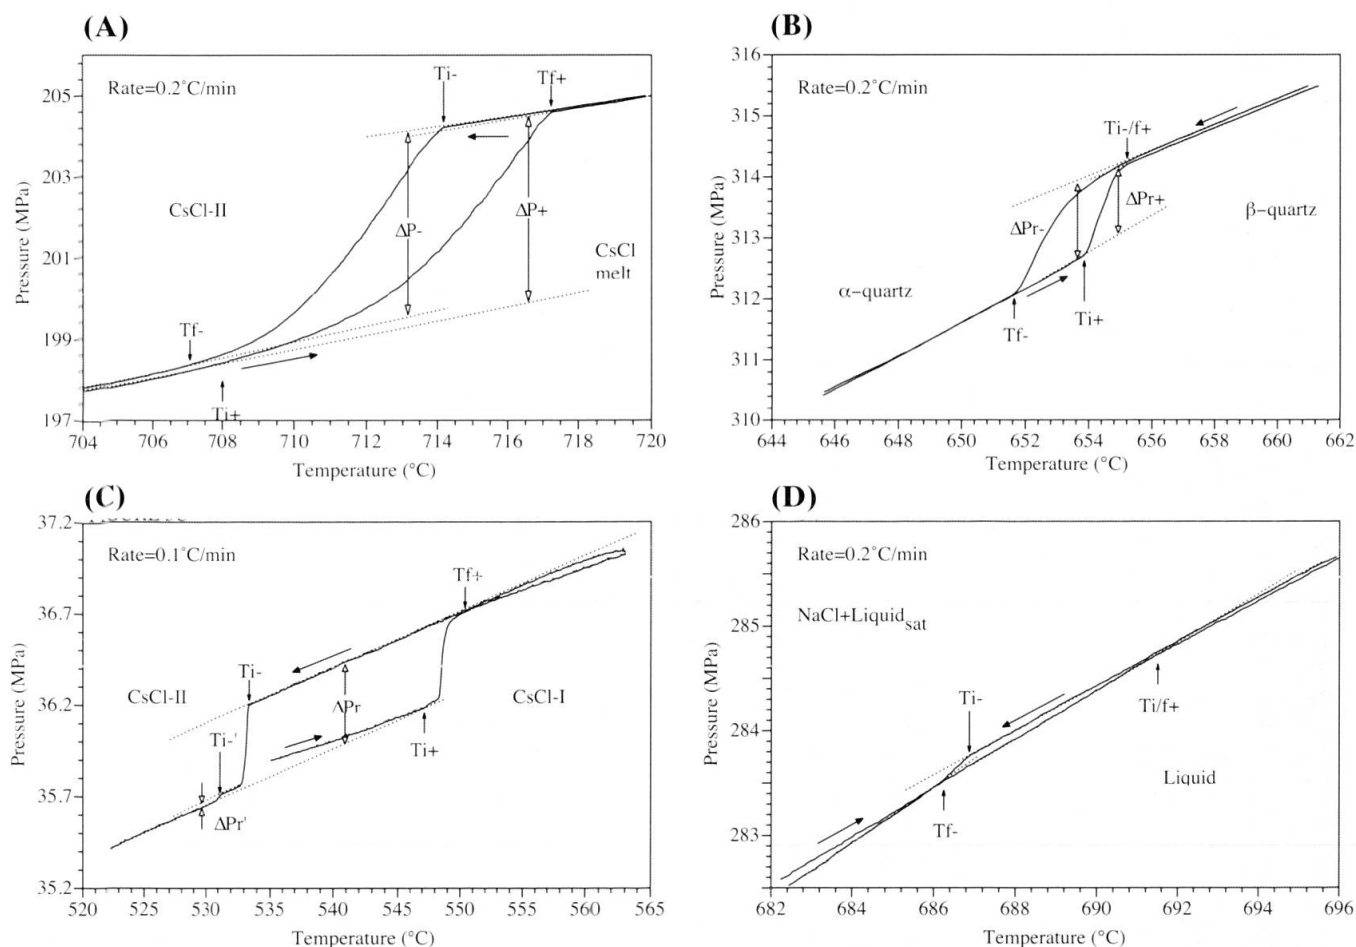 (A)
Rate=0.2°C/min
Ti-
Tf+
CsCl-II
ΔP-
ΔP+
CsCl
melt
Tf-
Ti+
205
203
201
199
197
704 706 708 710 712 714 716 718 720
Pressure (MPa)
Temperature (°C)
(B)
Rate=0.2°C/min
Ti-/f+
ΔPr-
ΔPr+
β-quartz
α-quartz
Tf-
Ti+
316
315
314
313
312
311
310
644 646 648 650 652 654 656 658 660 662
Pressure (MPa)
Temperature (°C)
(C)
Rate=0.1°C/min
Tf+
Ti-
CsCl-II
ΔPr
CsCl-I
Ti-'
Ti+
ΔPr'
37.2
36.7
36.2
35.7
35.2
520 530 540 550 560 565
Pressure (MPa)
Temperature (°C)
(D)
Rate=0.2°C/min
NaCl+Liquid sat
Ti-
Ti/f+
Liquid
Tf-
286
285
284
283
682 684 686 688 690 692 694 696
Pressure (MPa)
Temperature (°C)